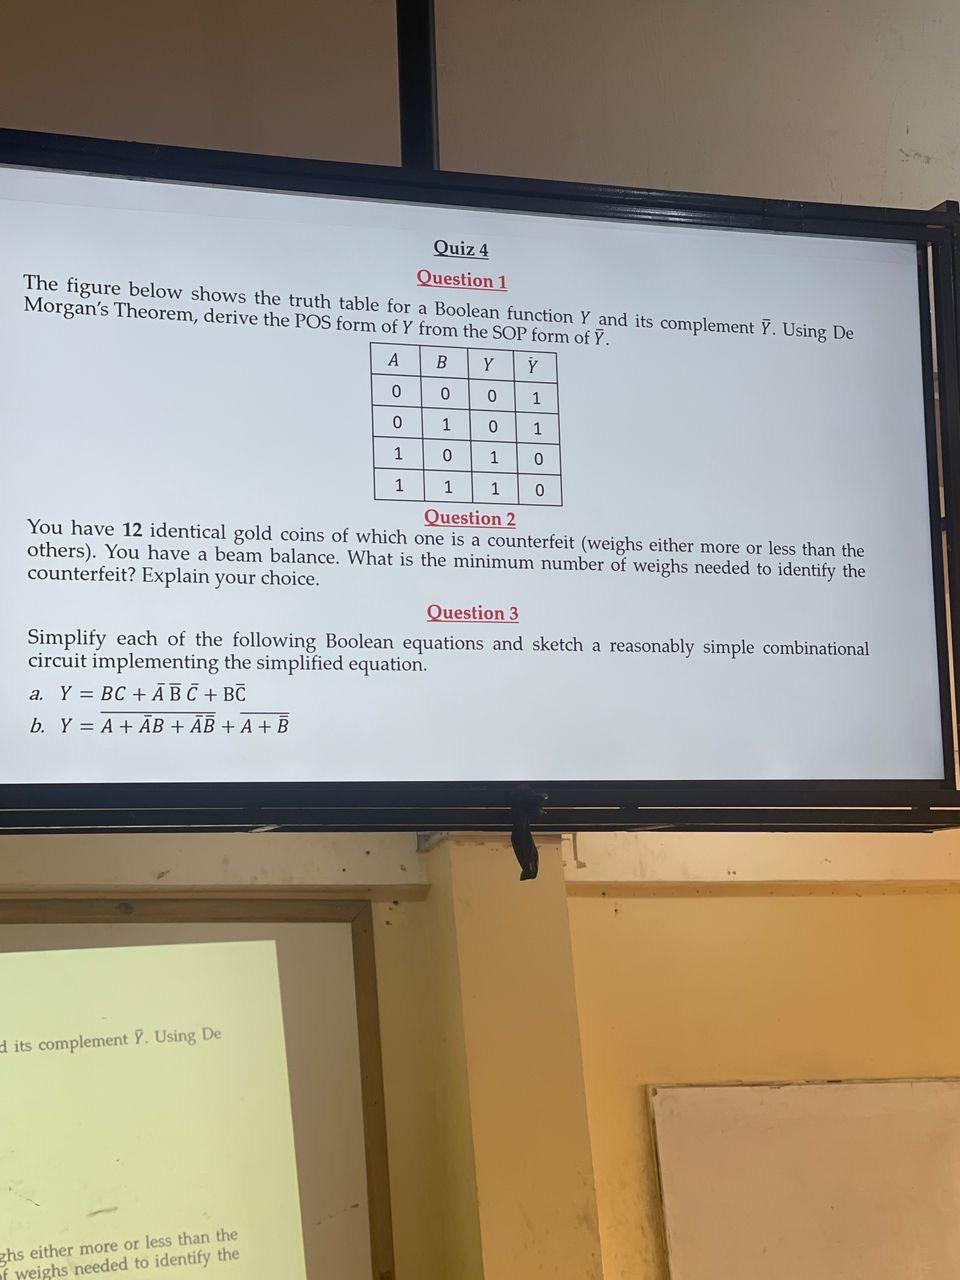 Quiz 4
Question 1
The figure below shows the truth table for a Boolean function Y and its complement Ȳ. Using De
Morgan's Theorem, derive the POS form of Y from the SOP form of Ȳ.
A B Y Ȳ
0 0 0 1
0 1 0 1
1 0 1 0
1 1 1 0
Question 2
You have 12 identical gold coins of which one is a counterfeit (weighs either more or less than the
others). You have a beam balance. What is the minimum number of weighs needed to identify the
counterfeit? Explain your choice.
Question 3
Simplify each of the following Boolean equations and sketch a reasonably simple combinational
circuit implementing the simplified equation.
a. Y = BC + Ā B̄ C̄ + BC̄
b. Y = \overline{A + ĀB + ĀB̄} + \overline{A + B̄}
d its complement Ȳ. Using De
ghs either more or less than the
of weighs needed to identify the